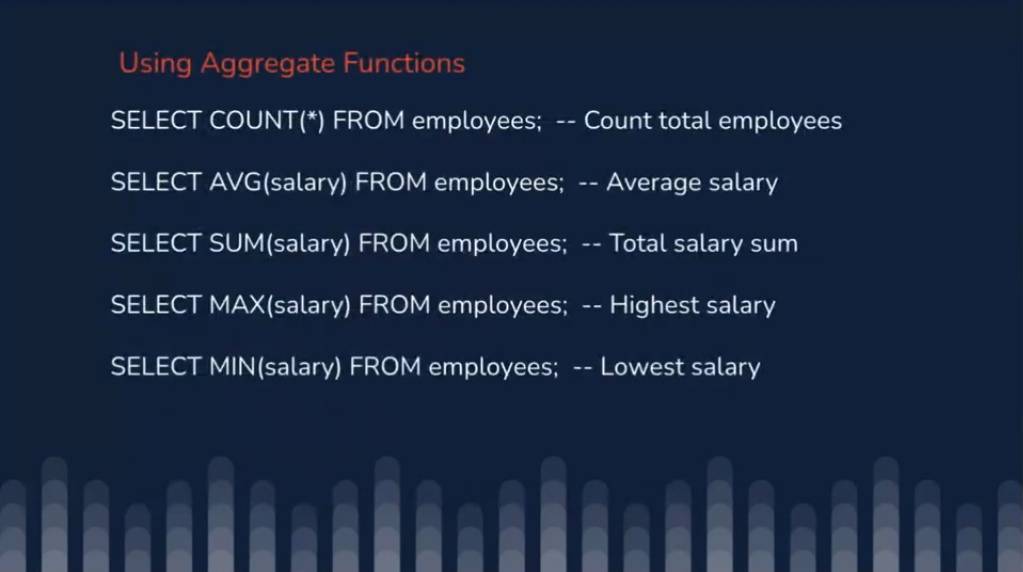 Using Aggregate Functions
SELECT COUNT(*) FROM employees;  -- Count total employees
SELECT AVG(salary) FROM employees;  -- Average salary
SELECT SUM(salary) FROM employees;  -- Total salary sum
SELECT MAX(salary) FROM employees;  -- Highest salary
SELECT MIN(salary) FROM employees;  -- Lowest salary